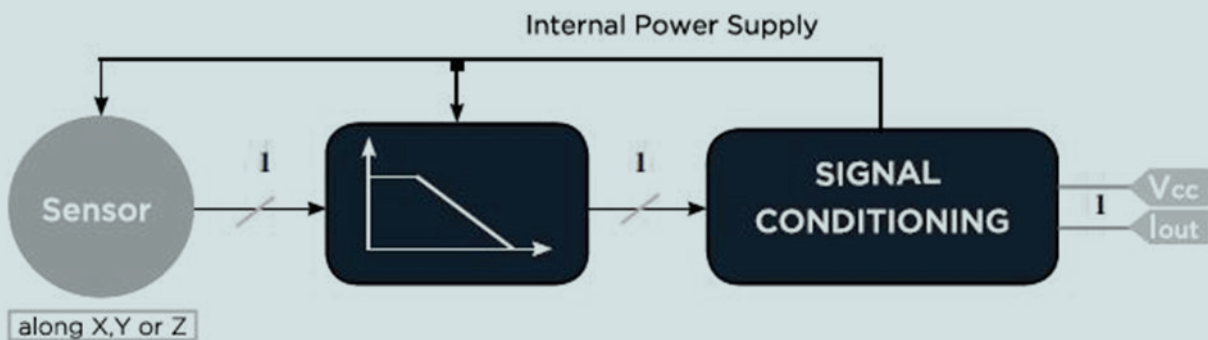 Internal Power Supply
1
1
Sensor
SIGNAL
CONDITIONING
Vcc
1
Iout
along X,Y or Z